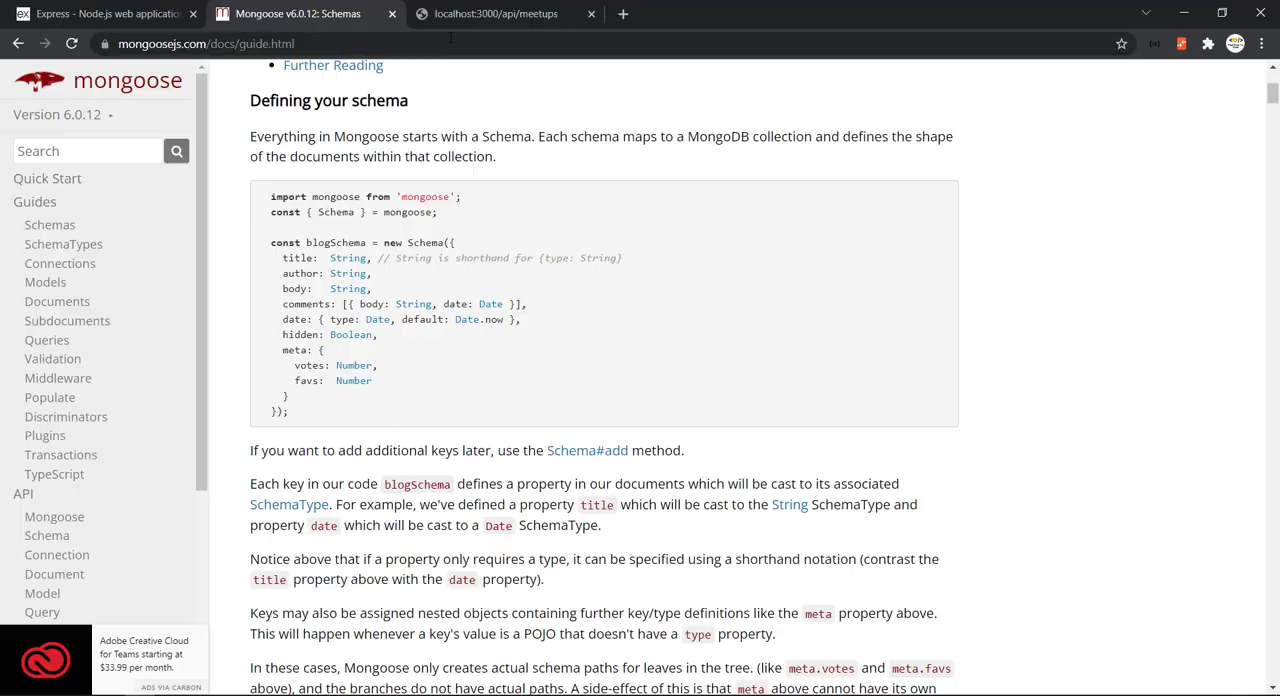 Express - Node.js web applicatio
Mongoose v6.0.12: Schemas
localhost:3000/api/meetups
mongoosejs.com/docs/guide.html
mongoose
Version 6.0.12
Search
Quick Start
Guides
Schemas
SchemaTypes
Connections
Models
Documents
Subdocuments
Queries
Validation
Middleware
Populate
Discriminators
Plugins
Transactions
TypeScript
API
Mongoose
Schema
Connection
Document
Model
Query
Adobe Creative Cloud
for Teams starting at
$33.99 per month.
ADS VIA CARBON
Further Reading
Defining your schema
Everything in Mongoose starts with a Schema. Each schema maps to a MongoDB collection and defines the shape
of the documents within that collection.
import mongoose from 'mongoose';
const { Schema } = mongoose;
const blogSchema = new Schema({
title:  String, // String is shorthand for {type: String}
author: String,
body:   String,
comments: [{ body: String, date: Date }],
date: { type: Date, default: Date.now },
hidden: Boolean,
meta: {
votes: Number,
favs:  Number
}
});
If you want to add additional keys later, use the Schema#add method.
Each key in our code blogSchema defines a property in our documents which will be cast to its associated
SchemaType. For example, we've defined a property title which will be cast to the String SchemaType and
property date which will be cast to a Date SchemaType.
Notice above that if a property only requires a type, it can be specified using a shorthand notation (contrast the
title property above with the date property).
Keys may also be assigned nested objects containing further key/type definitions like the meta property above.
This will happen whenever a key's value is a POJO that doesn't have a type property.
In these cases, Mongoose only creates actual schema paths for leaves in the tree. (like meta.votes and meta.favs
above), and the branches do not have actual paths. A side-effect of this is that meta above cannot have its own